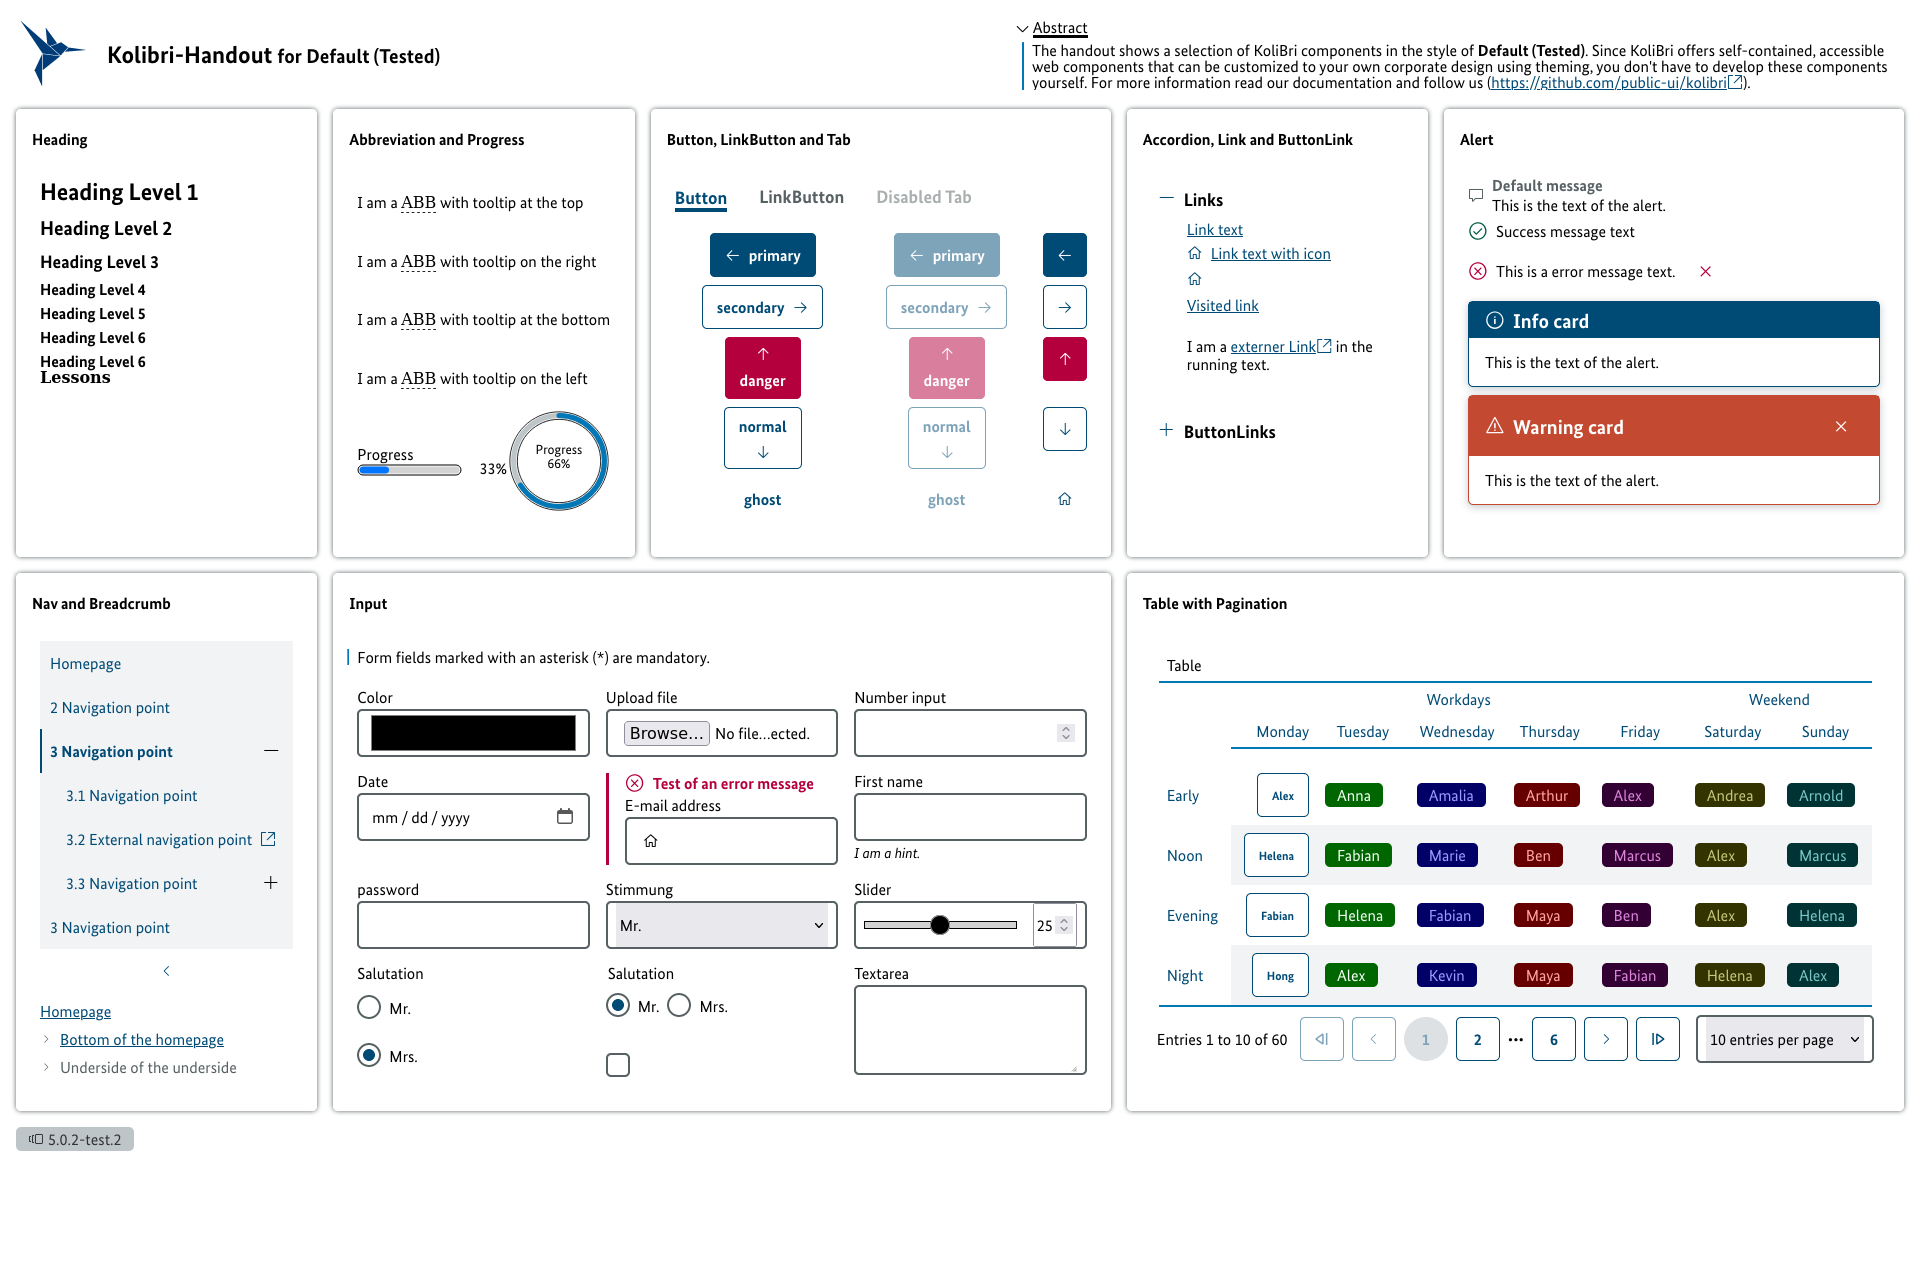 Kolibri-Handout for Default (Tested)
Abstract
The handout shows a selection of KoliBri components in the style of Default (Tested). Since KoliBri offers self-contained, accessible
web components that can be customized to your own corporate design using theming, you don't have to develop these components
yourself. For more information read our documentation and follow us (https://github.com/public-ui/kolibri).
Heading
Heading Level 1
Heading Level 2
Heading Level 3
Heading Level 4
Heading Level 5
Heading Level 6
Heading Level 6
Lessons
Abbreviation and Progress
I am a ABB with tooltip at the top
I am a ABB with tooltip on the right
I am a ABB with tooltip at the bottom
I am a ABB with tooltip on the left
Progress
33%
Progress
66%
Button, LinkButton and Tab
Button LinkButton Disabled Tab
primary primary
secondary secondary
danger danger
normal normal
ghost ghost
Accordion, Link and ButtonLink
Links
Link text
Link text with icon
Visited link
I am a externer Link in the
running text.
ButtonLinks
Alert
Default message
This is the text of the alert.
Success message text
This is a error message text.
Info card
This is the text of the alert.
Warning card
This is the text of the alert.
Nav and Breadcrumb
Homepage
2 Navigation point
3 Navigation point
3.1 Navigation point
3.2 External navigation point
3.3 Navigation point
3 Navigation point
Homepage
Bottom of the homepage
Underside of the underside
Input
Form fields marked with an asterisk (*) are mandatory.
Color Upload file Number input
Browse... No file...ected.
Date
mm / dd / yyyy
Test of an error message
E-mail address
First name
I am a hint.
password Stimmung Slider
Mr. 25
Salutation
Mr.
Mrs.
Salutation
Mr. Mrs.
Textarea
Table with Pagination
Table
Workdays Weekend
Monday Tuesday Wednesday Thursday Friday Saturday Sunday
Early Alex Anna Amalia Arthur Alex Andrea Arnold
Noon Helena Fabian Marie Ben Marcus Alex Marcus
Evening Fabian Helena Fabian Maya Ben Alex Helena
Night Hong Alex Kevin Maya Fabian Helena Alex
Entries 1 to 10 of 60 1 2 ••• 6 10 entries per page
5.0.2-test.2